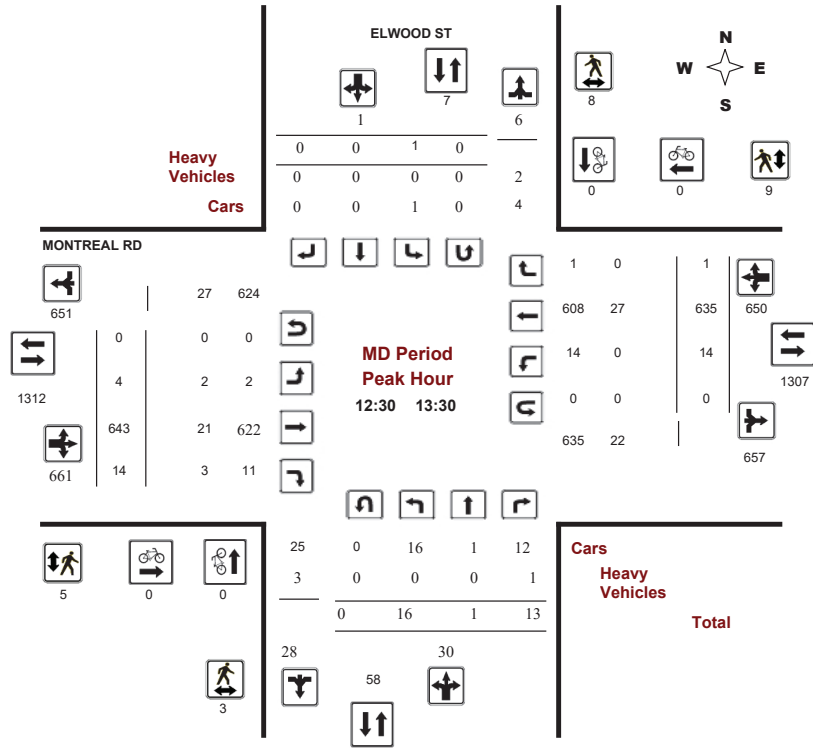 ELWOOD ST
N
W E
S
7
1 6
8
0 0 1 0
Heavy
Vehicles
0 0 0 0 2
Cars 0 0 1 4
0 0 9
MONTREAL RD
651
27 624
1 0 1
650
0 0 0
608 27 635
MD Period
Peak Hour
12:30 13:30
1312
4 2 2
14 0 14
1307
643 21 622
0 0 0
661
14 3 11
635 22
657
25 0 16 1 12 Cars
3 0 0 0 1 Heavy
Vehicles
5 0 0
0 16 1 13 Total
28 30
58
3